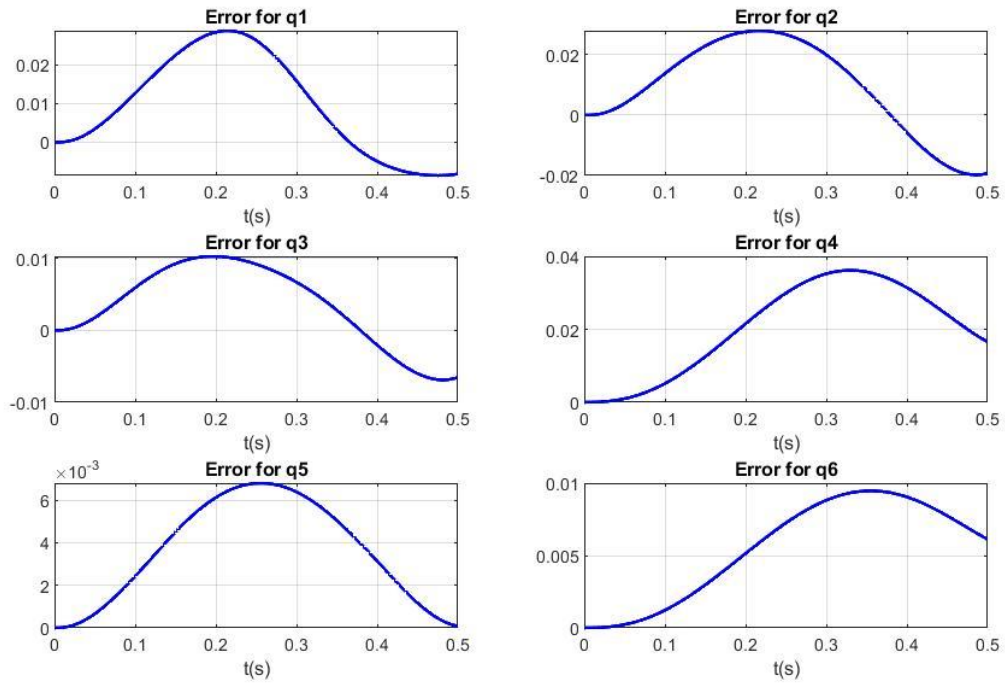 Error for q1
0.02
0.01
0
0 0.1 0.2 0.3 0.4 0.5
t(s)
Error for q2
0.02
0
-0.02
0 0.1 0.2 0.3 0.4 0.5
t(s)
Error for q3
0.01
0
-0.01
0 0.1 0.2 0.3 0.4 0.5
t(s)
Error for q4
0.04
0.02
0
0 0.1 0.2 0.3 0.4 0.5
t(s)
×10⁻³ Error for q5
6
4
2
0
0 0.1 0.2 0.3 0.4 0.5
t(s)
Error for q6
0.01
0.005
0
0 0.1 0.2 0.3 0.4 0.5
t(s)